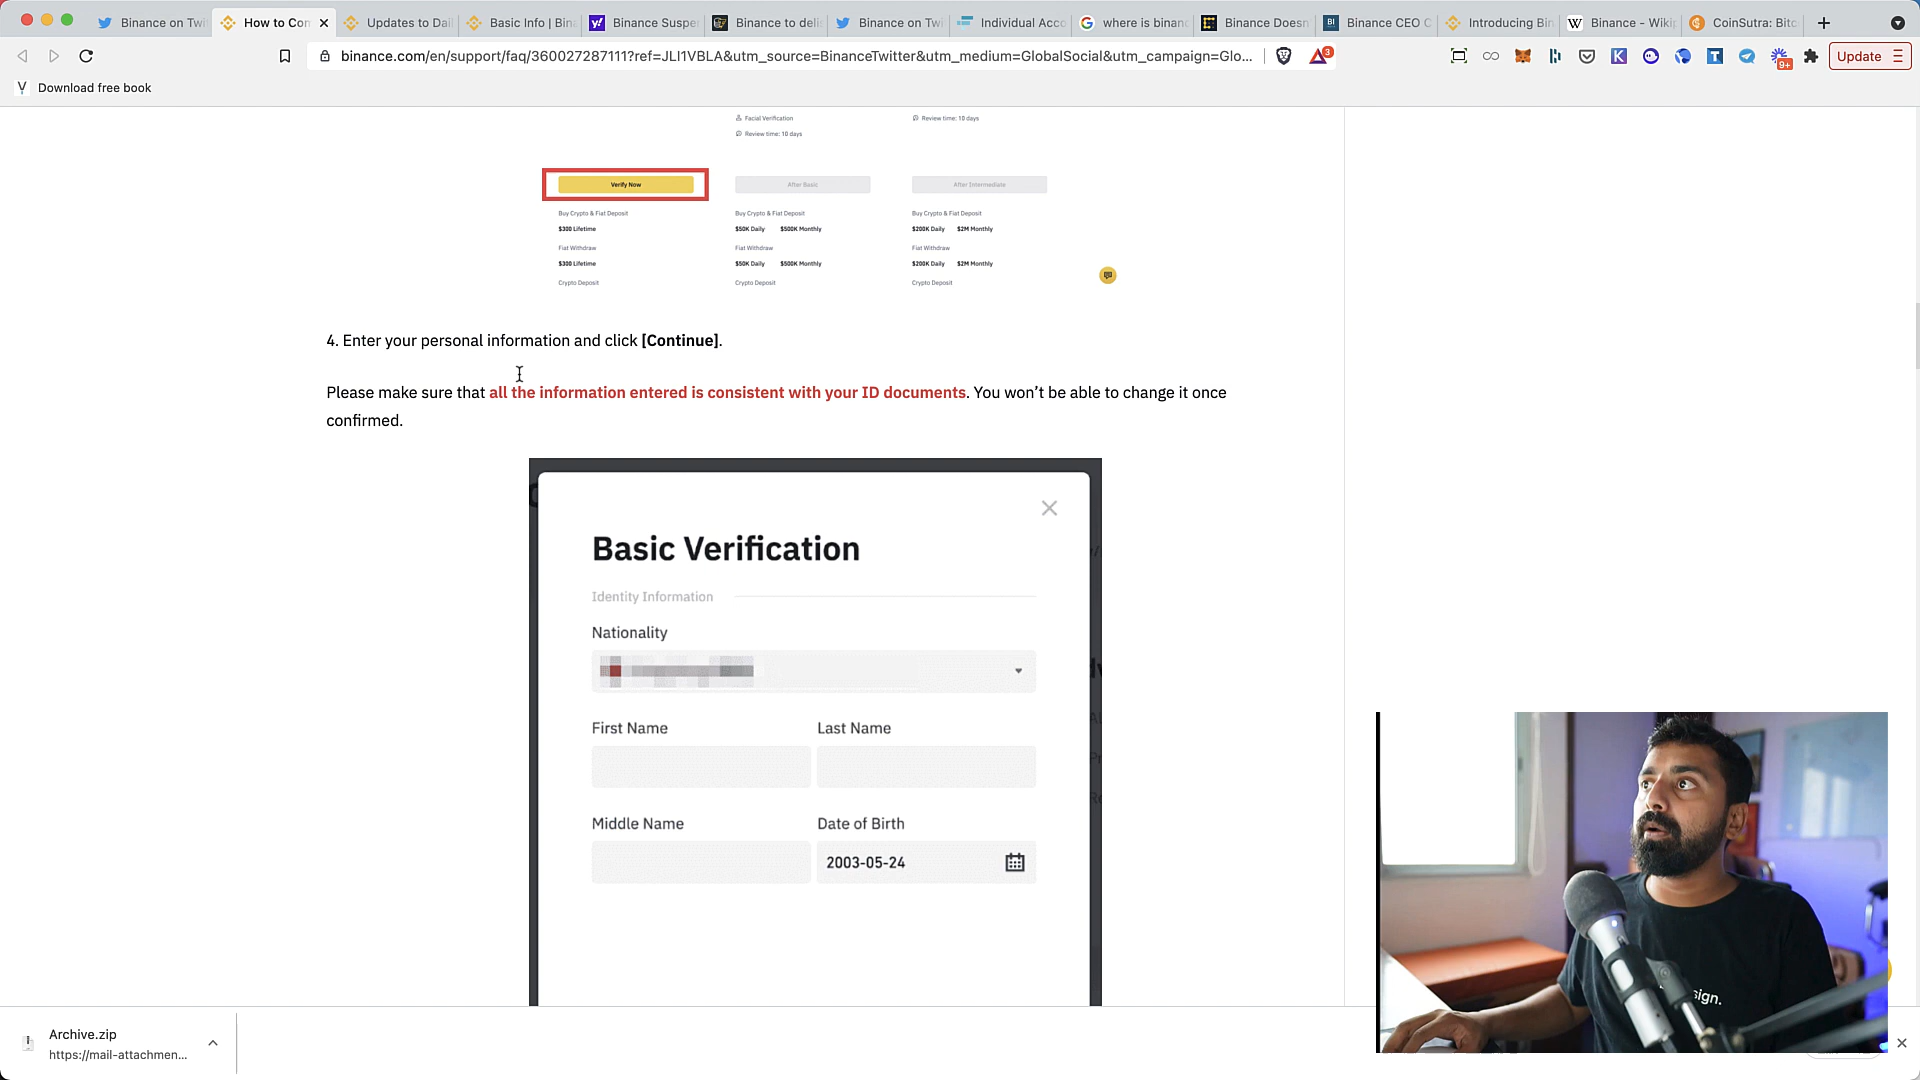 Binance on Twi
How to Con
Updates to Dai
Basic Info | Bin
Binance Suspe
Binance to deli
Binance on Twi
Individual Acco
where is binan
Binance Doesn
Binance CEO C
Introducing Bin
Binance - Wiki
CoinSutra: Bitc
binance.com/en/support/faq/360027287111?ref=JLI1VBLA&utm_source=BinanceTwitter&utm_medium=GlobalSocial&utm_campaign=Glo...
3
9+
Update
Download free book
Facial Verification
Review time: 10 days
Review time: 10 days
Verify Now
After Basic
After Intermediate
Buy Crypto & Fiat Deposit
Buy Crypto & Fiat Deposit
Buy Crypto & Fiat Deposit
$300 Lifetime
$50K Daily $500K Monthly
$200K Daily $2M Monthly
Fiat Withdraw
Fiat Withdraw
Fiat Withdraw
$300 Lifetime
$50K Daily $500K Monthly
$200K Daily $2M Monthly
Crypto Deposit
Crypto Deposit
Crypto Deposit
4. Enter your personal information and click [Continue].
Please make sure that all the information entered is consistent with your ID documents. You won’t be able to change it once
confirmed.
Basic Verification
Identity Information
Nationality
First Name
Last Name
Middle Name
Date of Birth
2003-05-24
Archive.zip
https://mail-attachmen...